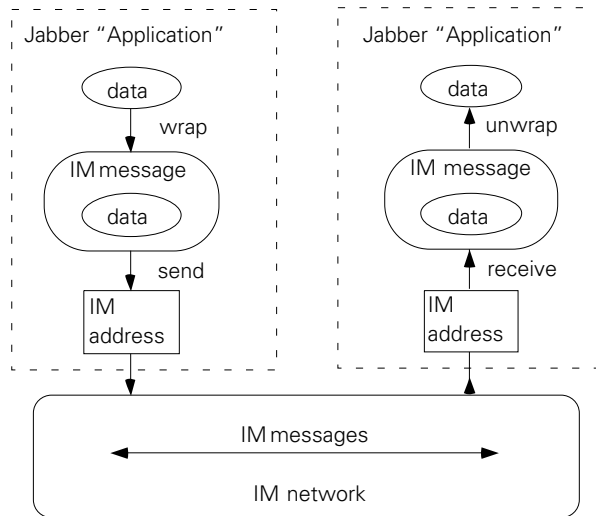 Jabber “Application”
data
wrap
IM message
data
send
IM
address
Jabber “Application”
data
unwrap
IM message
data
receive
IM
address
IM messages
IM network